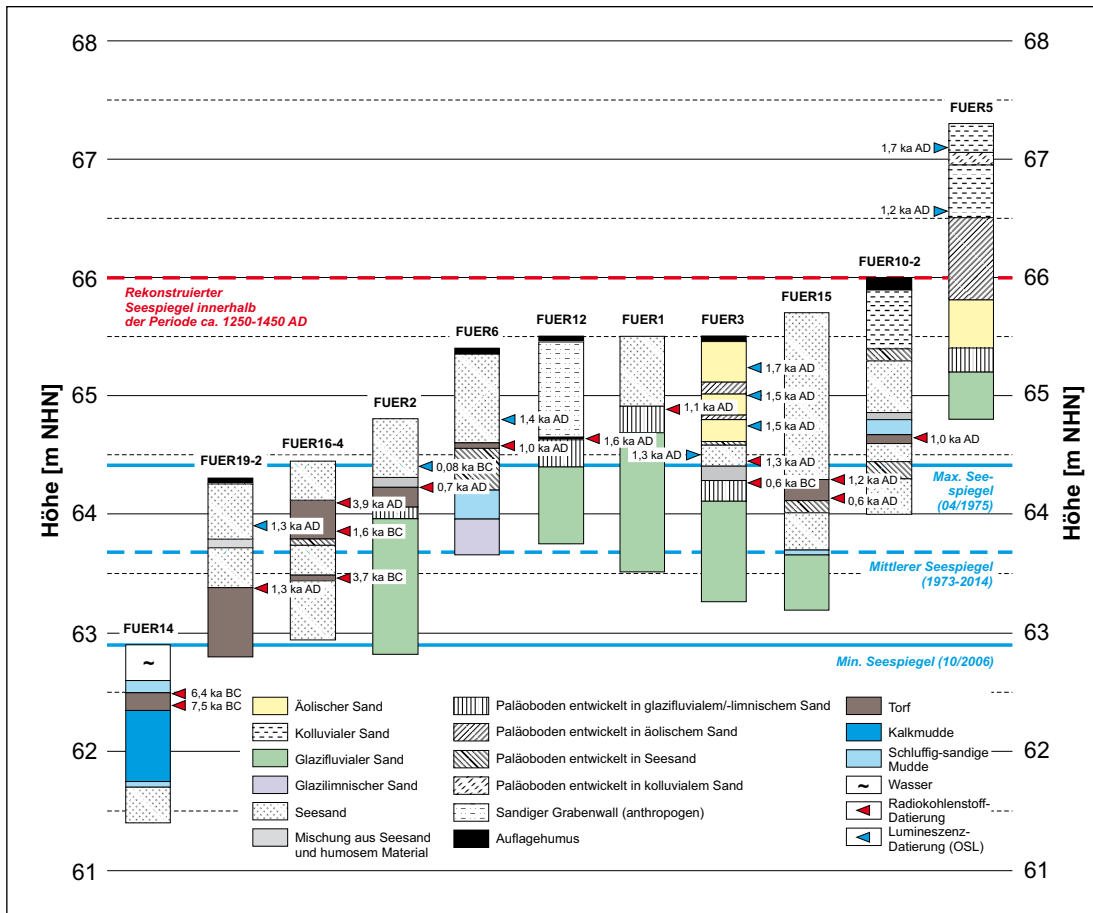 Höhe [m NHN]
68
67
66
65
64
63
62
61
Höhe [m NHN]
68
67
66
65
64
63
62
61
Rekonstruierter
Seespiegel innerhalb
der Periode ca. 1250-1450 AD
Max. See-
spiegel
(04/1975)
Mittlerer Seespiegel
(1973-2014)
Min. Seespiegel (10/2006)
FUER14
~
6,4 ka BC
7,5 ka BC
FUER19-2
1,3 ka AD
1,3 ka AD
FUER16-4
3,9 ka AD
1,6 ka BC
3,7 ka BC
FUER2
0,08 ka BC
0,7 ka AD
FUER6
1,4 ka AD
1,0 ka AD
FUER12
1,6 ka AD
FUER1
1,1 ka AD
FUER3
1,7 ka AD
1,5 ka AD
1,5 ka AD
1,3 ka AD
1,3 ka AD
0,6 ka BC
FUER15
1,2 ka AD
0,6 ka AD
FUER10-2
1,0 ka AD
FUER5
1,7 ka AD
1,2 ka AD
Äolischer Sand
Kolluvialer Sand
Glazifluvialer Sand
Glazilimnischer Sand
Seesand
Mischung aus Seesand
und humosem Material
Paläoboden entwickelt in glazifluvialem/-limnischem Sand
Paläoboden entwickelt in äolischem Sand
Paläoboden entwickelt in Seesand
Paläoboden entwickelt in kolluvialem Sand
Sandiger Grabenwall (anthropogen)
Auflagehumus
Torf
Kalkmudde
Schluffig-sandige
Mudde
~ Wasser
Radiokohlenstoff-
Datierung
Lumineszenz-
Datierung (OSL)